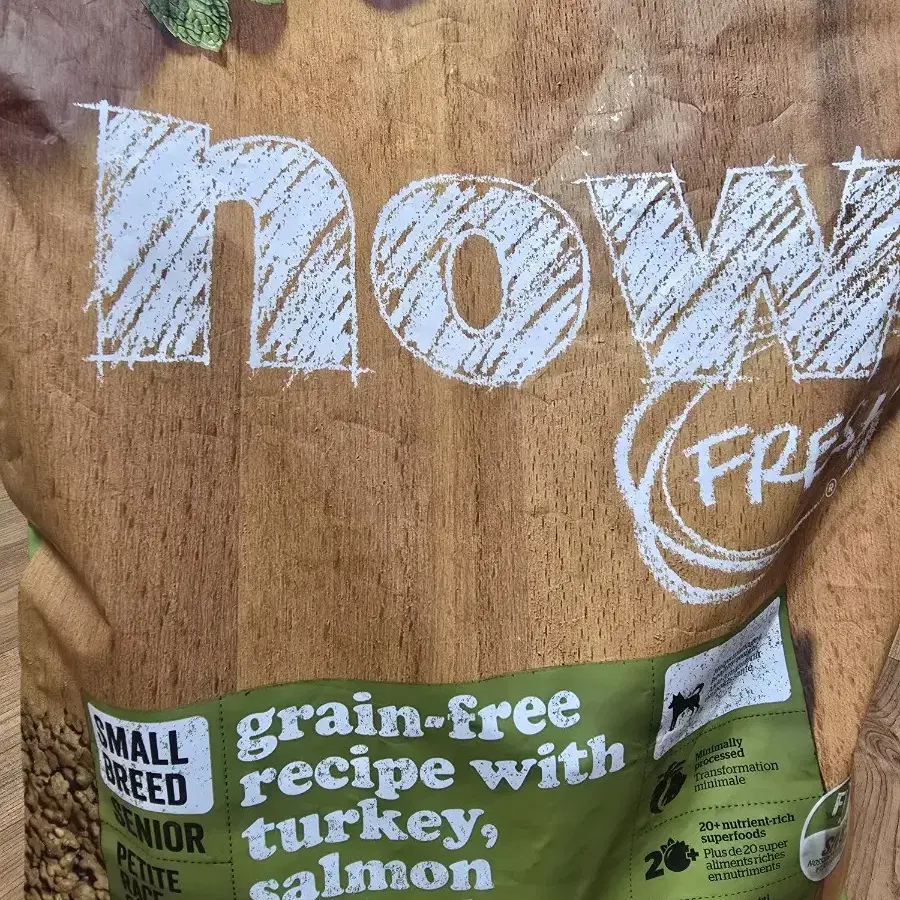 now
FRES
®
SMALL
BREED
SENIOR
PETITE
RACE
grain-free
recipe with
turkey,
salmon
Minimally
processed
Transformation
minimale
20+
20+ nutrient-rich
superfoods
Plus de 20 super
aliments riches
en nutriments